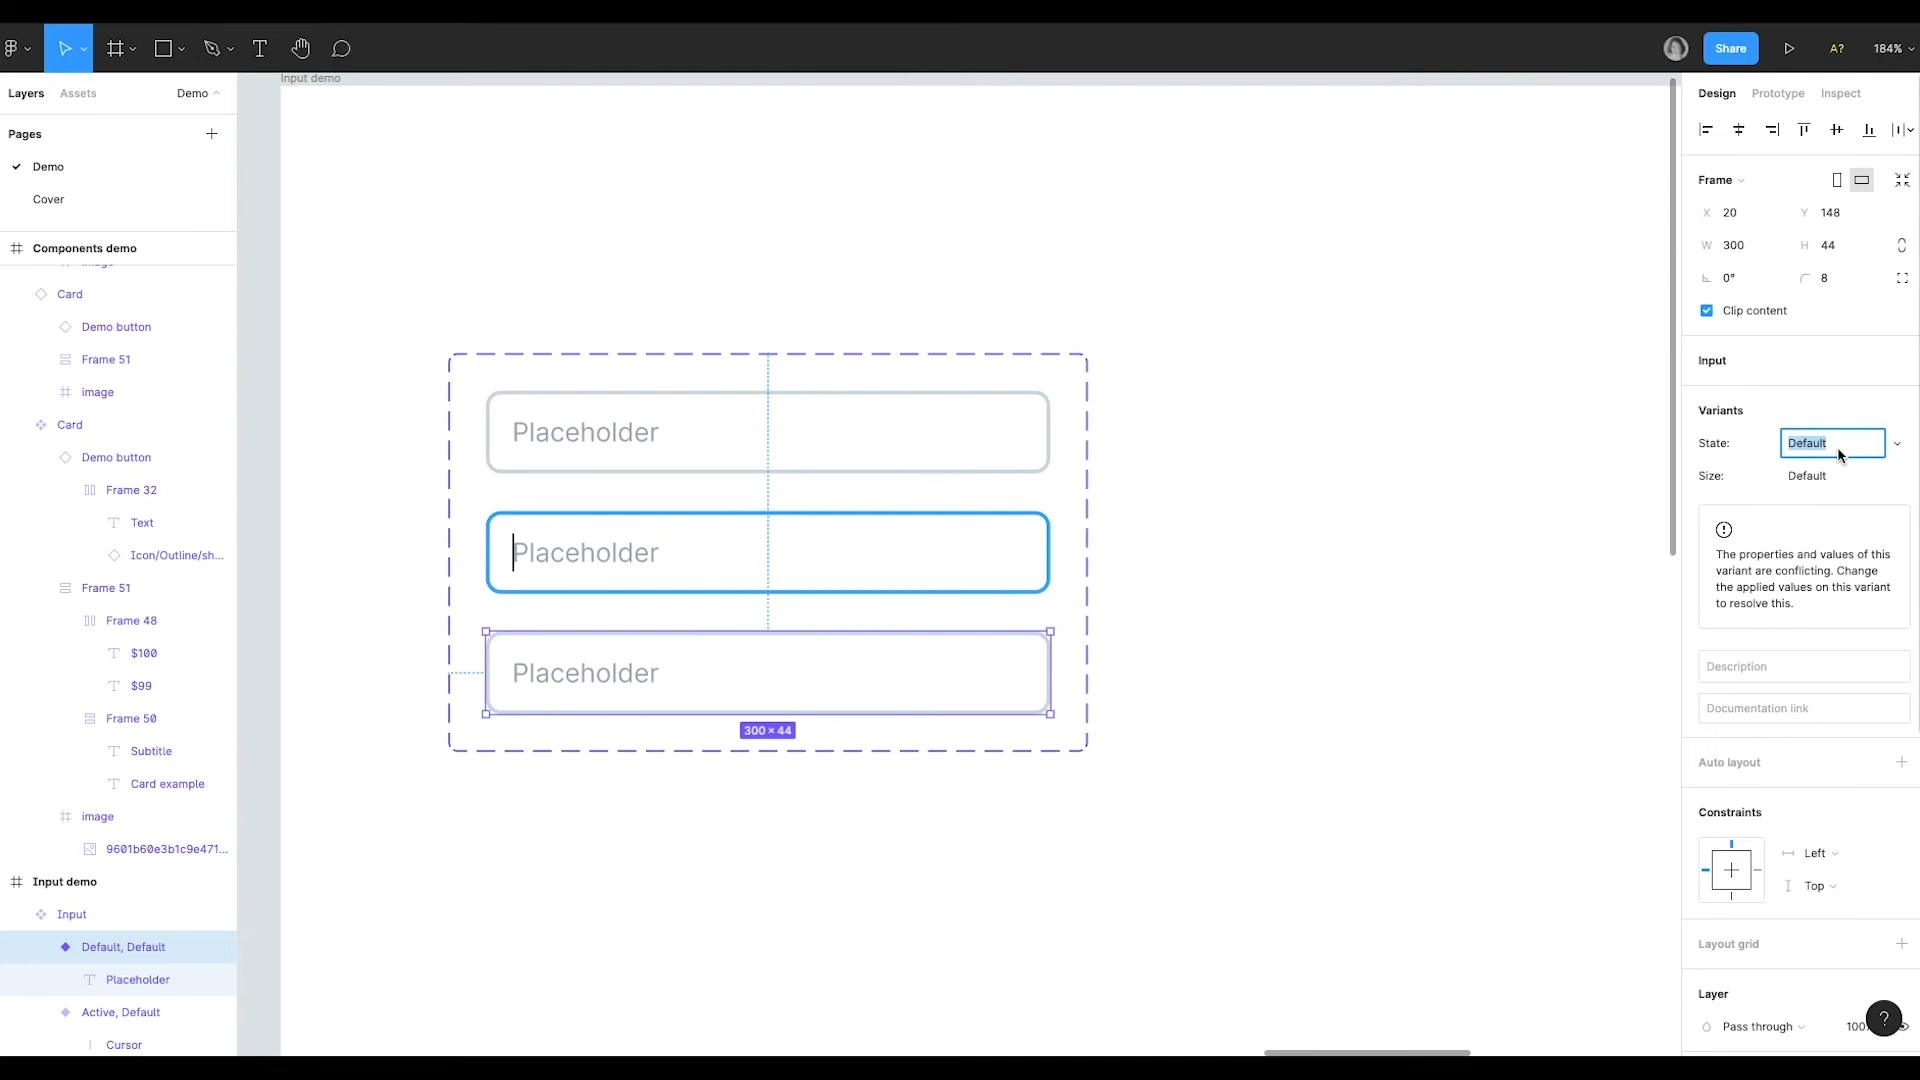 Share
A?
184%
Layers
Assets
Demo
Pages
Demo
Cover
Components demo
Card
Demo button
Frame 51
image
Card
Demo button
Frame 32
Text
Icon/Outline/sh...
Frame 51
Frame 48
$100
$99
Frame 50
Subtitle
Card example
image
9601b60e3b1c9e471...
Input demo
Input
Default, Default
Placeholder
Active, Default
Cursor
Input demo
Placeholder
Placeholder
Placeholder
300 × 44
Design
Prototype
Inspect
Frame
X 20
Y 148
W 300
H 44
0°
8
Clip content
Input
Variants
State: Default
Size: Default
The properties and values of this
variant are conflicting. Change
the applied values on this variant
to resolve this.
Description
Documentation link
Auto layout
Constraints
Left
Top
Layout grid
Layer
Pass through
100
?